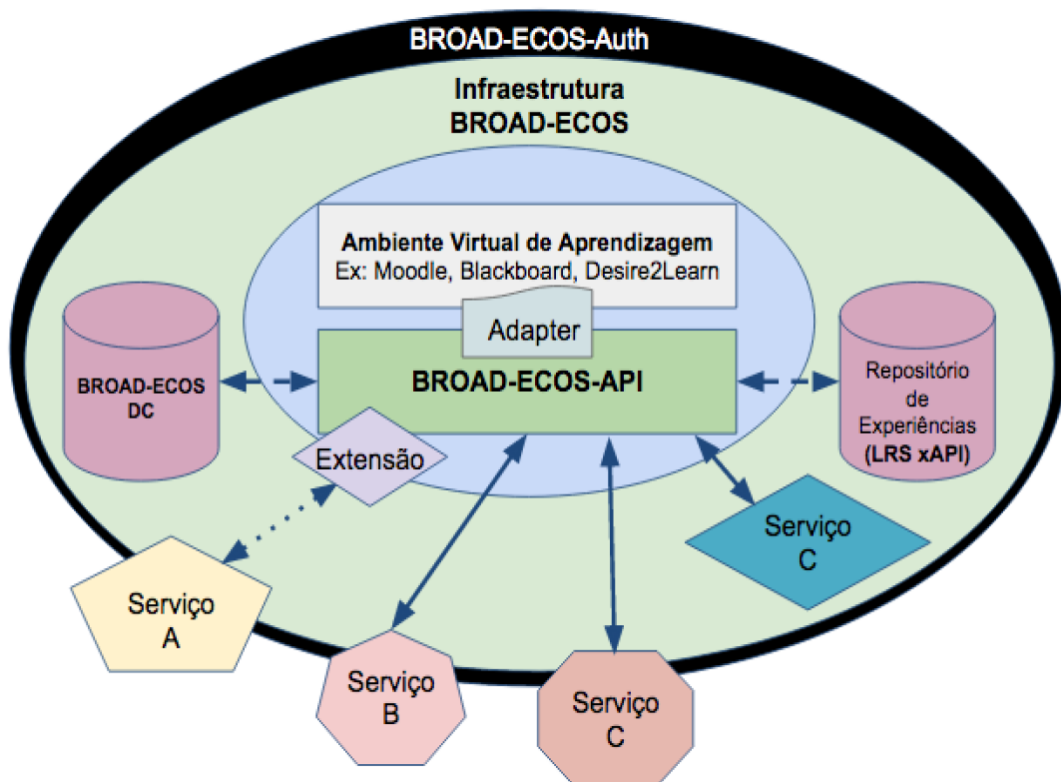 BROAD-ECOS-Auth
Infraestrutura
BROAD-ECOS
Ambiente Virtual de Aprendizagem
Ex: Moodle, Blackboard, Desire2Learn
Adapter
BROAD-ECOS-API
BROAD-ECOS
DC
Repositório
de
Experiências
(LRS xAPI)
Extensão
Serviço
C
Serviço
A
Serviço
B
Serviço
C